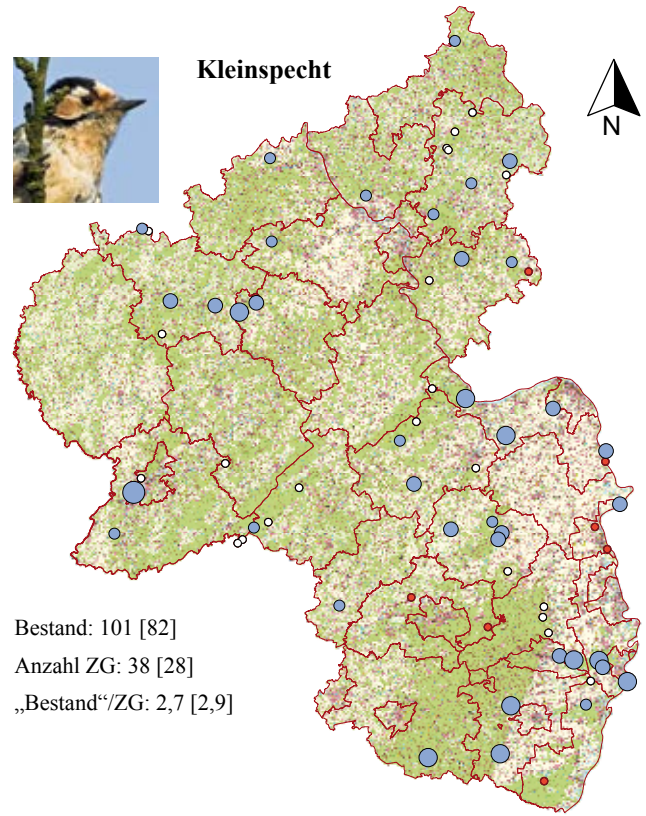 Kleinspecht
N
Bestand: 101 [82]
Anzahl ZG: 38 [28]
„Bestand“/ZG: 2,7 [2,9]